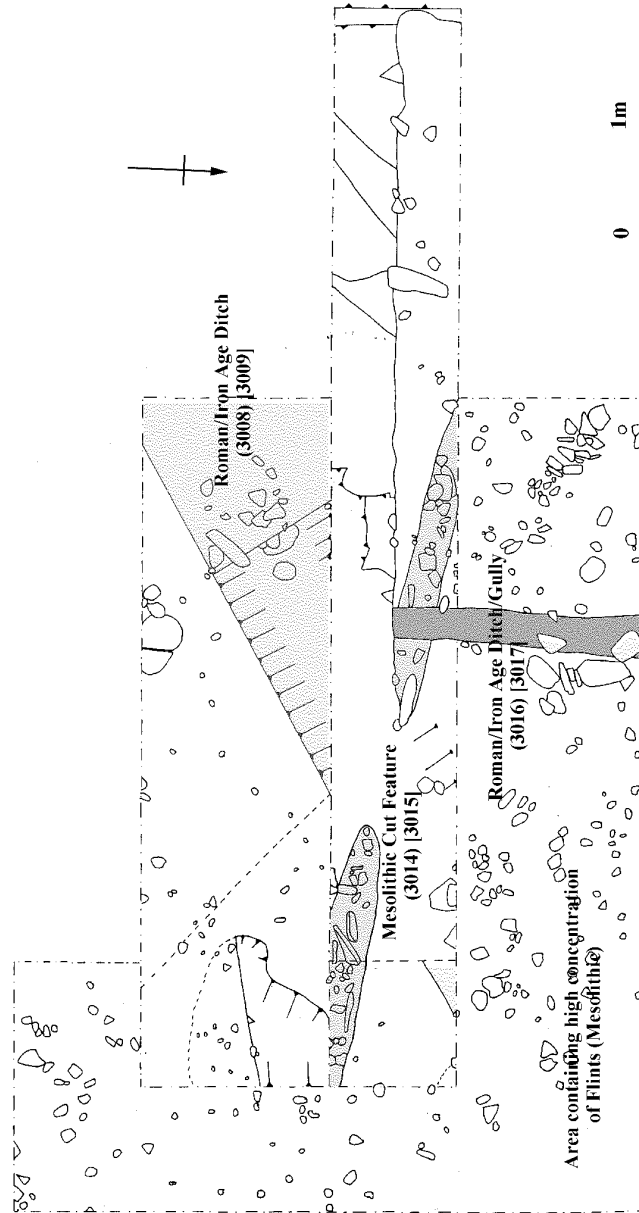 Roman/Iron Age Ditch
(3008) [3009]
Mesolithic Cut Feature
(3014) [3015]
Roman/Iron Age Ditch/Gully
(3016) [3017]
Area containing high concentration
of Flints (Mesolithic)
0 1m